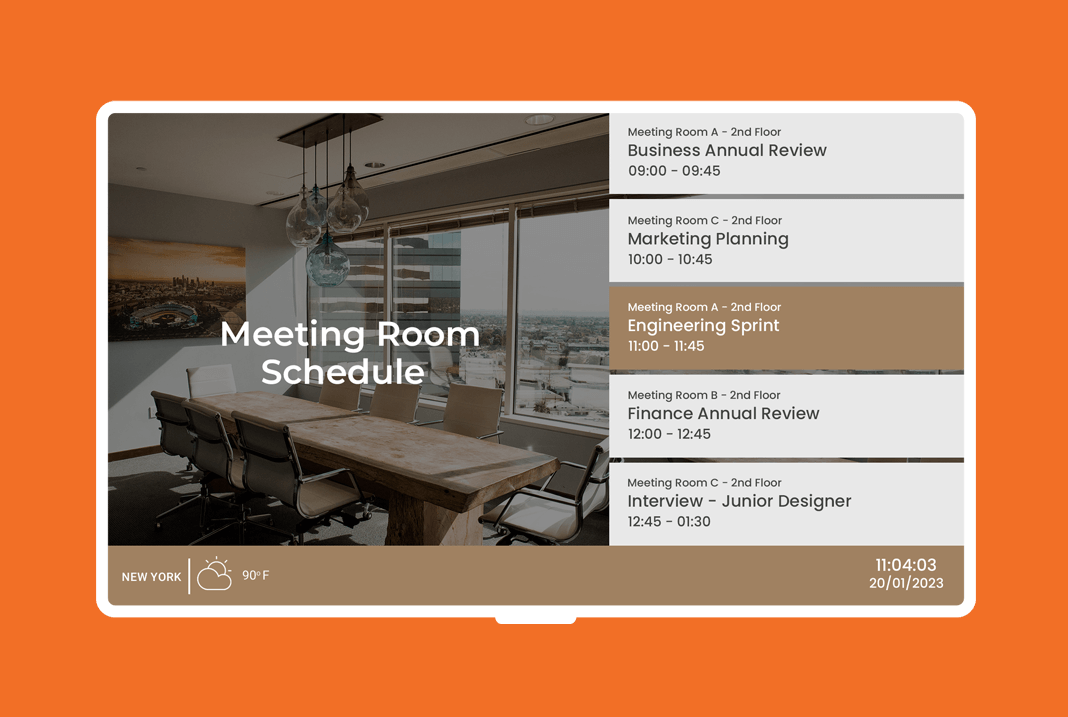 Meeting Room
Schedule
Meeting Room A - 2nd Floor
Business Annual Review
09:00 - 09:45
Meeting Room C - 2nd Floor
Marketing Planning
10:00 - 10:45
Meeting Room A - 2nd Floor
Engineering Sprint
11:00 - 11:45
Meeting Room B - 2nd Floor
Finance Annual Review
12:00 - 12:45
Meeting Room C - 2nd Floor
Interview - Junior Designer
12:45 - 01:30
NEW YORK
90° F
11:04:03
20/01/2023